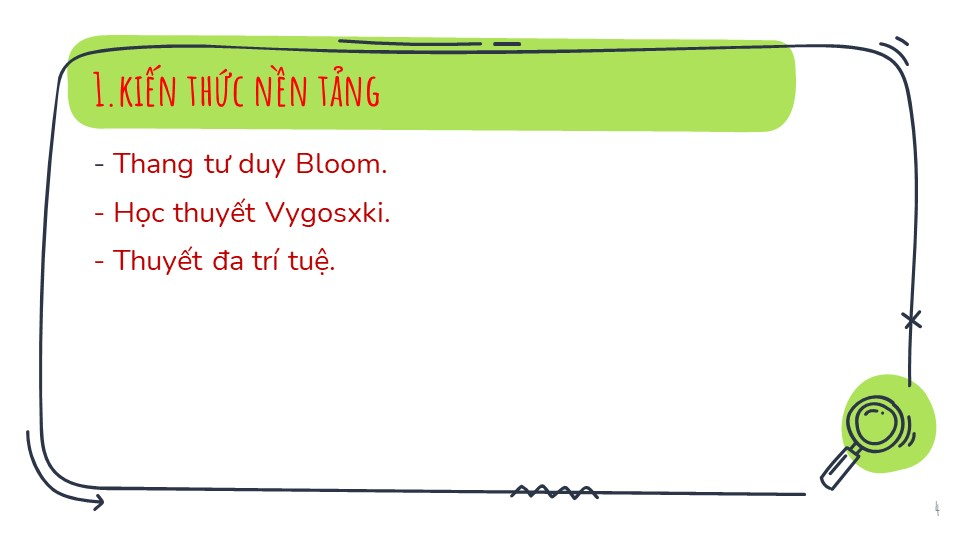 1.KIẾN THỨC NỀN TẢNG
- Thang tư duy Bloom.
- Học thuyết Vygosxki.
- Thuyết đa trí tuệ.
4